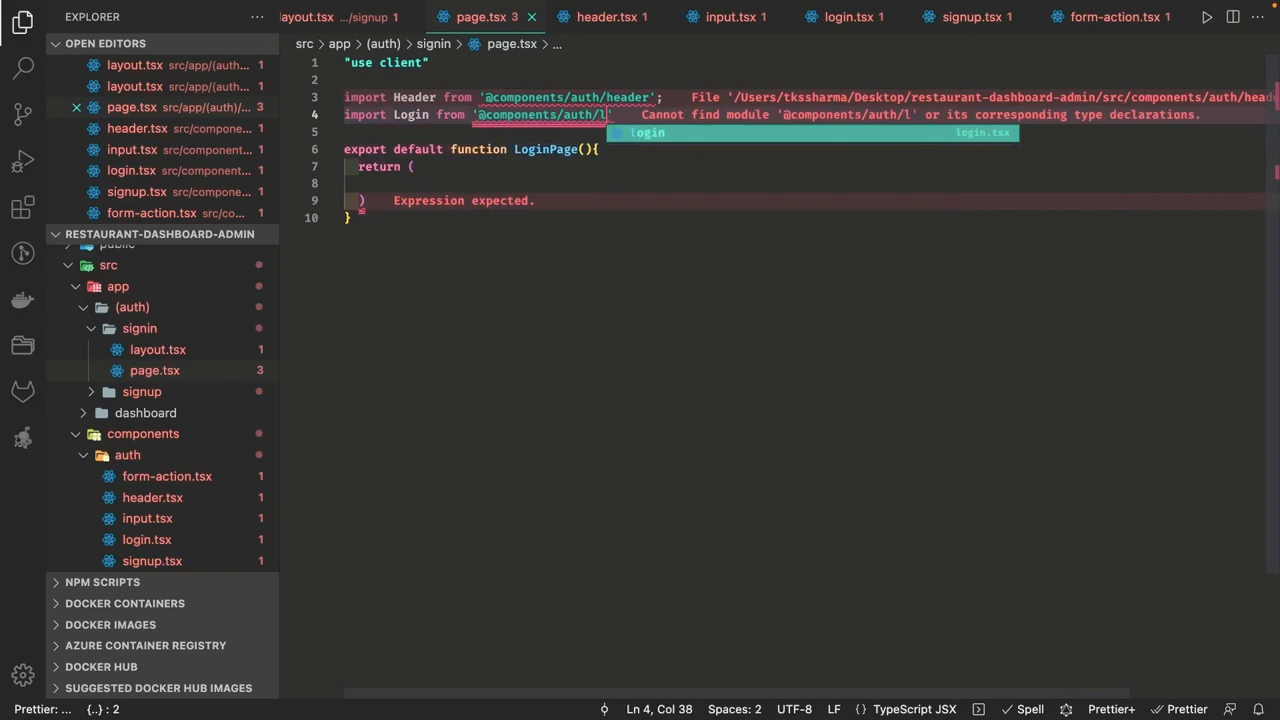 EXPLORER
layout.tsx .../signup 1
page.tsx 3
header.tsx 1
input.tsx 1
login.tsx 1
signup.tsx 1
form-action.tsx 1
OPEN EDITORS
layout.tsx src/app/(auth... 1
layout.tsx src/app/(auth... 1
page.tsx src/app/(auth)/... 3
header.tsx src/compone... 1
input.tsx src/component... 1
login.tsx src/component... 1
signup.tsx src/compone... 1
form-action.tsx src/co... 1
RESTAURANT-DASHBOARD-ADMIN
public
src
app
(auth)
signin
layout.tsx 1
page.tsx 3
signup
dashboard
components
auth
form-action.tsx 1
header.tsx 1
input.tsx 1
login.tsx 1
signup.tsx 1
NPM SCRIPTS
DOCKER CONTAINERS
DOCKER IMAGES
AZURE CONTAINER REGISTRY
DOCKER HUB
SUGGESTED DOCKER HUB IMAGES
src > app > (auth) > signin > page.tsx > ...
1 "use client"
2
3 import Header from '@components/auth/header'; File '/Users/tkssharma/Desktop/restaurant-dashboard-admin/src/components/auth/head
4 import Login from '@components/auth/l' Cannot find module '@components/auth/l' or its corresponding type declarations.
5 login login.tsx
6 export default function LoginPage(){
7 return (
8
9 ) Expression expected.
10 }
Prettier: ... {..} : 2 Ln 4, Col 38 Spaces: 2 UTF-8 LF {} TypeScript JSX Spell Prettier+ Prettier